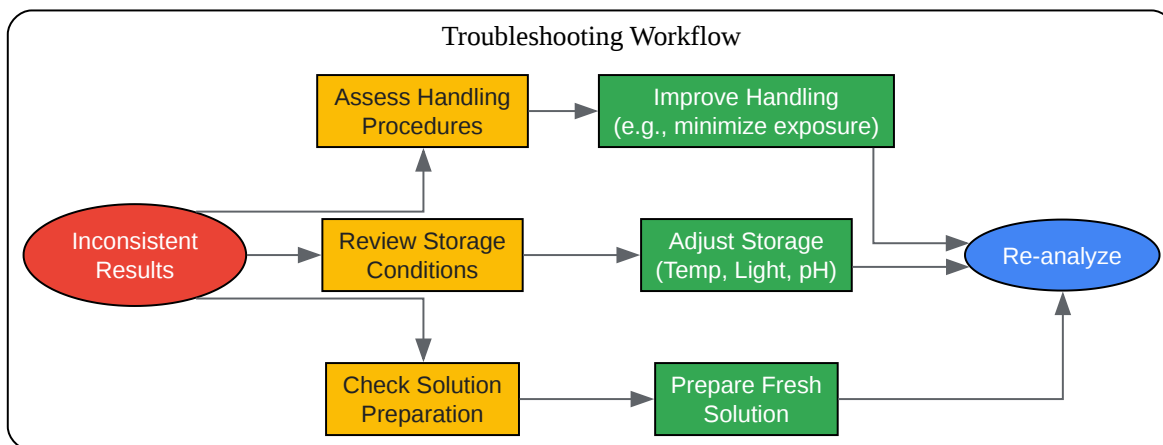 Troubleshooting Workflow
Assess Handling
Procedures
Improve Handling
(e.g., minimize exposure)
Inconsistent
Results
Review Storage
Conditions
Adjust Storage
(Temp, Light, pH)
Re-analyze
Check Solution
Preparation
Prepare Fresh
Solution